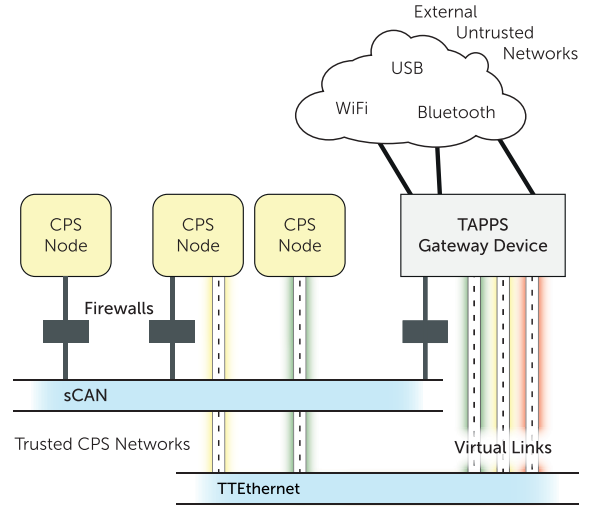 External
Untrusted
Networks
USB
WiFi
Bluetooth
CPS
Node
CPS
Node
CPS
Node
TAPPS
Gateway Device
Firewalls
sCAN
Trusted CPS Networks
Virtual Links
TTEthernet